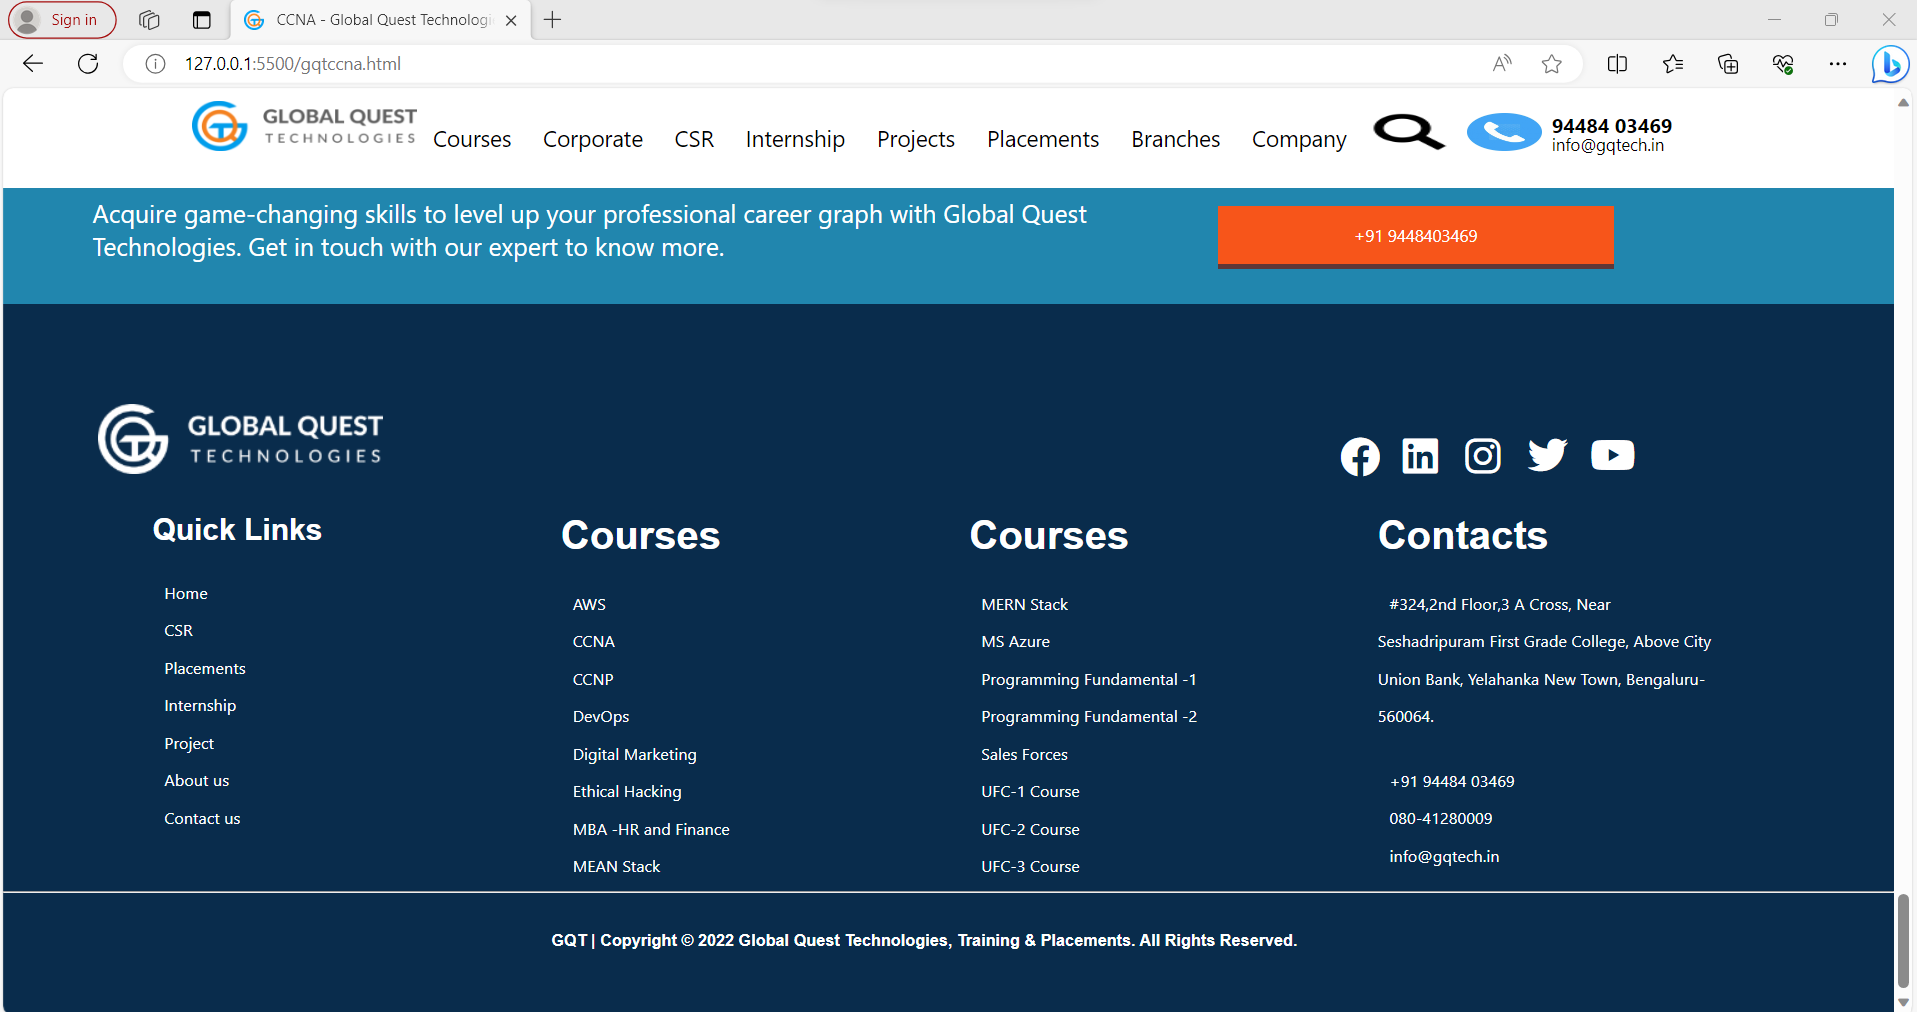 Sign in
CCNA - Global Quest Technologi
127.0.0.1:5500/gqtccna.html
GLOBAL QUEST
TECHNOLOGIES
Courses Corporate CSR Internship Projects Placements Branches Company
94484 03469
info@gqtech.in
Acquire game-changing skills to level up your professional career graph with Global Quest
Technologies. Get in touch with our expert to know more.
+91 9448403469
GLOBAL QUEST
TECHNOLOGIES
Quick Links
Home
CSR
Placements
Internship
Project
About us
Contact us
Courses
AWS
CCNA
CCNP
DevOps
Digital Marketing
Ethical Hacking
MBA -HR and Finance
MEAN Stack
Courses
MERN Stack
MS Azure
Programming Fundamental -1
Programming Fundamental -2
Sales Forces
UFC-1 Course
UFC-2 Course
UFC-3 Course
Contacts
#324,2nd Floor,3 A Cross, Near
Seshadripuram First Grade College, Above City
Union Bank, Yelahanka New Town, Bengaluru-
560064.
+91 94484 03469
080-41280009
info@gqtech.in
GQT | Copyright © 2022 Global Quest Technologies, Training & Placements. All Rights Reserved.